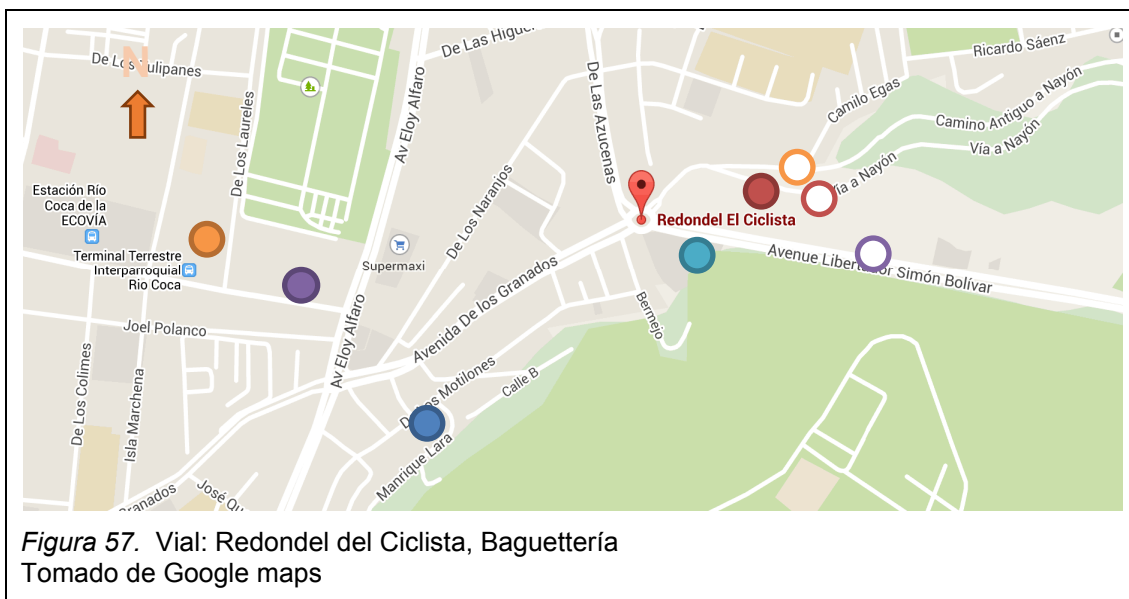 De Las Higue
Ricardo Sáenz
N
De Los Tulipanes
Av Eloy Alfaro
De Las Azucenas
Camilo Egas
Camino Antiguo a Nayón
Vía a Nayón
De Los Laureles
Estación Río
Coca de la
ECOVÍA
De Los Naranjos
Vía a Nayón
Redondel El Ciclista
Terminal Terrestre
Interparroquial
Rio Coca
Supermaxi
Avenue Libertador Simón Bolívar
Bermejo
Joel Polanco
Avenida De los Granados
Av Eloy Alfaro
De Los Motilones
Calle B
De Los Colimes
Isla Marchena
Manrique Lara
Granados
José Qu
Figura 57. Vial: Redondel del Ciclista, Baguettería
Tomado de Google maps